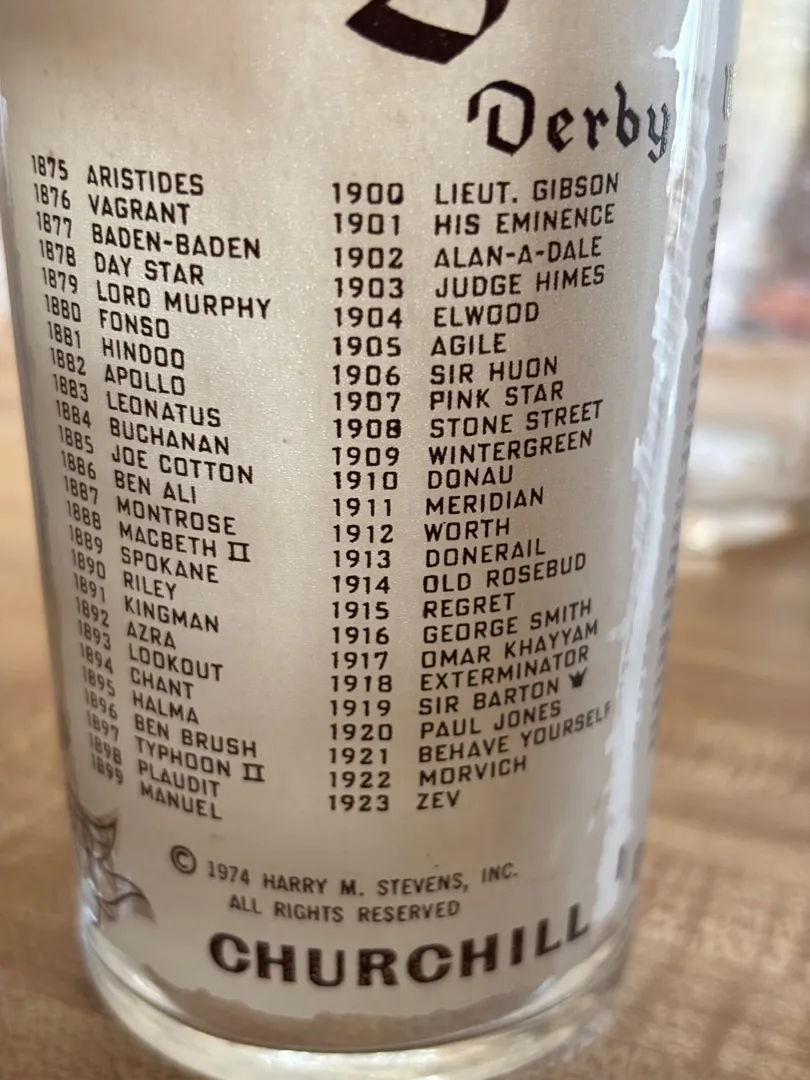 Derby
1875 ARISTIDES
1876 VAGRANT
1877 BADEN-BADEN
1878 DAY STAR
1879 LORD MURPHY
1880 FONSO
1881 HINDOO
1882 APOLLO
1883 LEONATUS
1884 BUCHANAN
1885 JOE COTTON
1886 BEN ALI
1887 MONTROSE
1888 MACBETH II
1889 SPOKANE
1890 RILEY
1891 KINGMAN
1892 AZRA
1893 LOOKOUT
1894 CHANT
1895 HALMA
1896 BEN BRUSH
1897 TYPHOON II
1898 PLAUDIT
1899 MANUEL
1900 LIEUT. GIBSON
1901 HIS EMINENCE
1902 ALAN-A-DALE
1903 JUDGE HIMES
1904 ELWOOD
1905 AGILE
1906 SIR HUON
1907 PINK STAR
1908 STONE STREET
1909 WINTERGREEN
1910 DONAU
1911 MERIDIAN
1912 WORTH
1913 DONERAIL
1914 OLD ROSEBUD
1915 REGRET
1916 GEORGE SMITH
1917 OMAR KHAYYAM
1918 EXTERMINATOR
1919 SIR BARTON
1920 PAUL JONES
1921 BEHAVE YOURSELF
1922 MORVICH
1923 ZEV
© 1974 HARRY M. STEVENS, INC.
ALL RIGHTS RESERVED
CHURCHILL